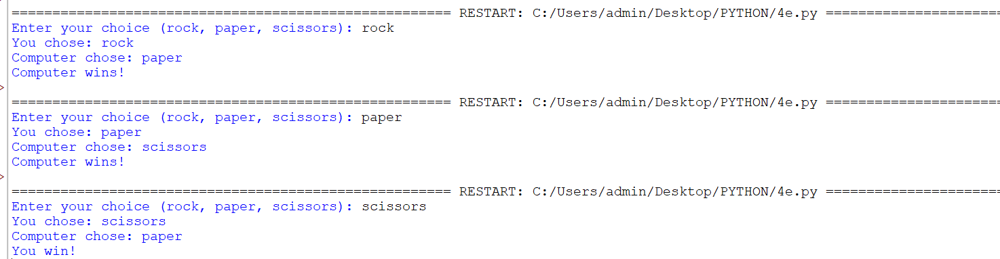 ====================================================== RESTART: C:/Users/admin/Desktop/PYTHON/4e.py ======================
Enter your choice (rock, paper, scissors): rock
You chose: rock
Computer chose: paper
Computer wins!
>
====================================================== RESTART: C:/Users/admin/Desktop/PYTHON/4e.py ======================
Enter your choice (rock, paper, scissors): paper
You chose: paper
Computer chose: scissors
Computer wins!
>
====================================================== RESTART: C:/Users/admin/Desktop/PYTHON/4e.py ======================
Enter your choice (rock, paper, scissors): scissors
You chose: scissors
Computer chose: paper
You win!